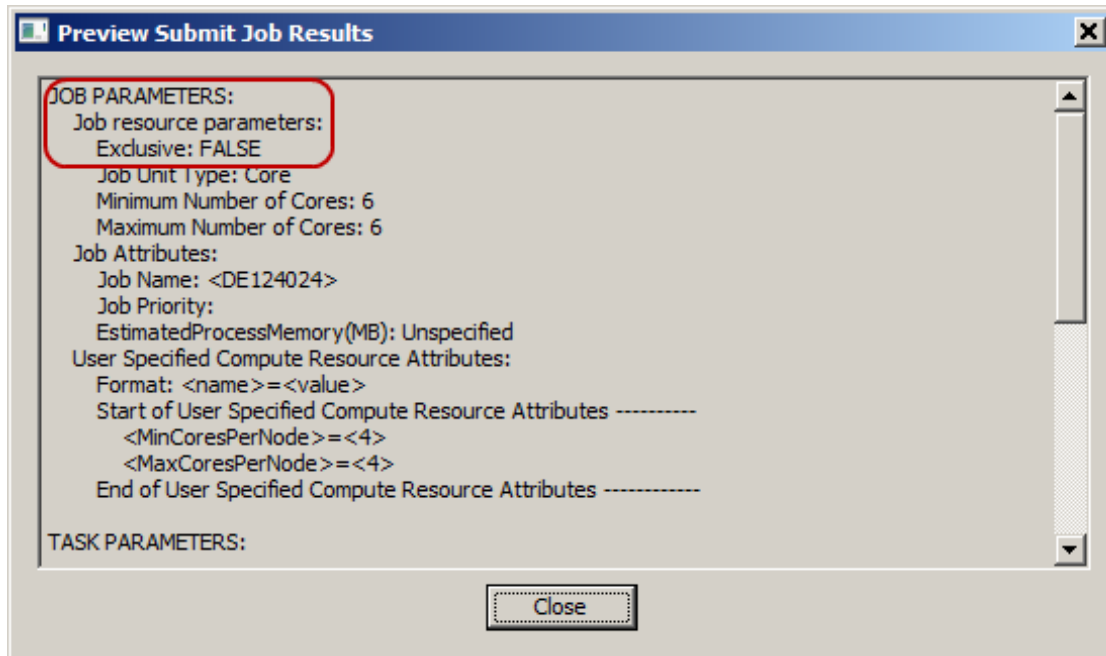 Preview Submit Job Results
JOB PARAMETERS:
Job resource parameters:
Exclusive: FALSE
Job Unit Type: Core
Minimum Number of Cores: 6
Maximum Number of Cores: 6
Job Attributes:
Job Name: <DE124024>
Job Priority:
EstimatedProcessMemory(MB): Unspecified
User Specified Compute Resource Attributes:
Format: <name>=<value>
Start of User Specified Compute Resource Attributes ----------
<MinCoresPerNode>=<4>
<MaxCoresPerNode>=<4>
End of User Specified Compute Resource Attributes ------------
TASK PARAMETERS:
Close